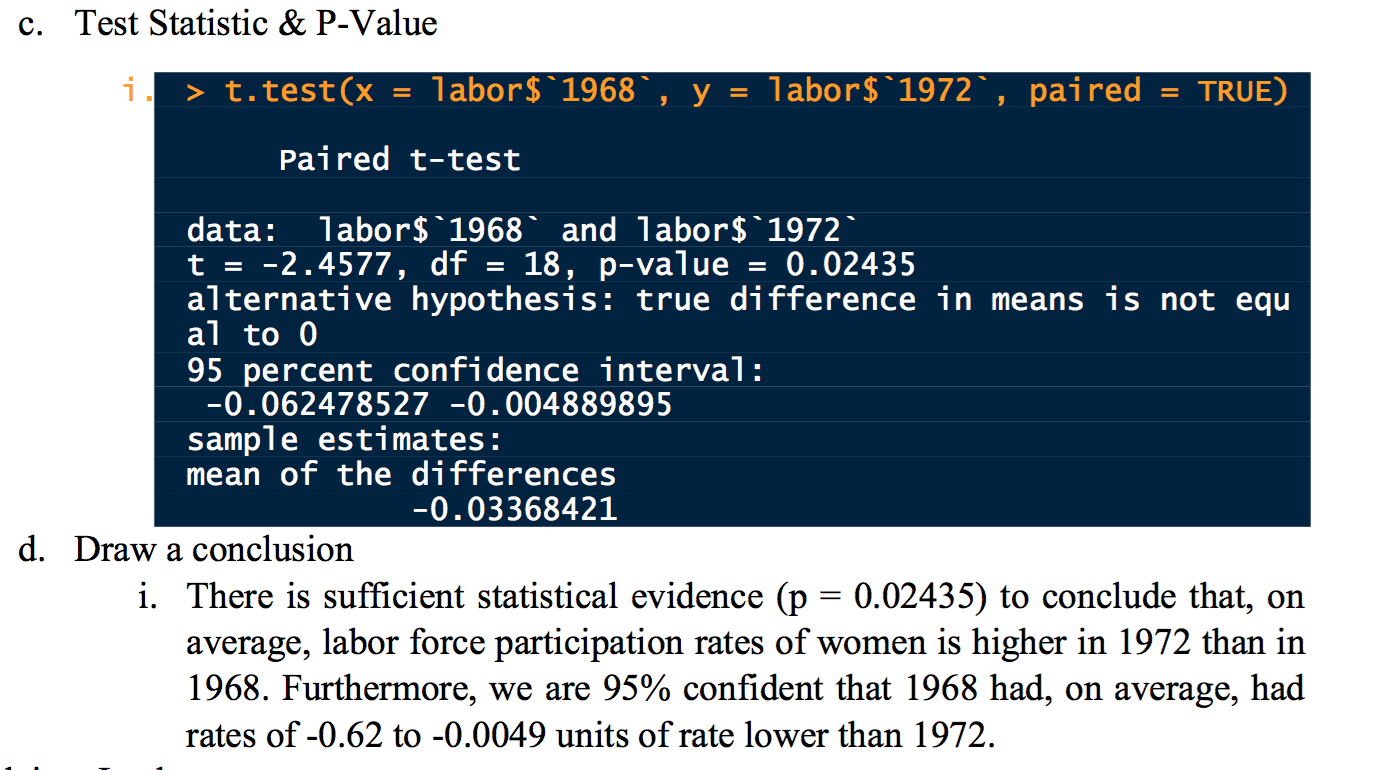 c. Test Statistic & P-Value
i. > t.test(x = labor$`1968`, y = labor$`1972`, paired = TRUE)
Paired t-test
data: labor$`1968` and labor$`1972`
t = -2.4577, df = 18, p-value = 0.02435
alternative hypothesis: true difference in means is not equ
al to 0
95 percent confidence interval:
-0.062478527 -0.004889895
sample estimates:
mean of the differences
-0.03368421
d. Draw a conclusion
i. There is sufficient statistical evidence (p = 0.02435) to conclude that, on
average, labor force participation rates of women is higher in 1972 than in
1968. Furthermore, we are 95% confident that 1968 had, on average, had
rates of -0.62 to -0.0049 units of rate lower than 1972.